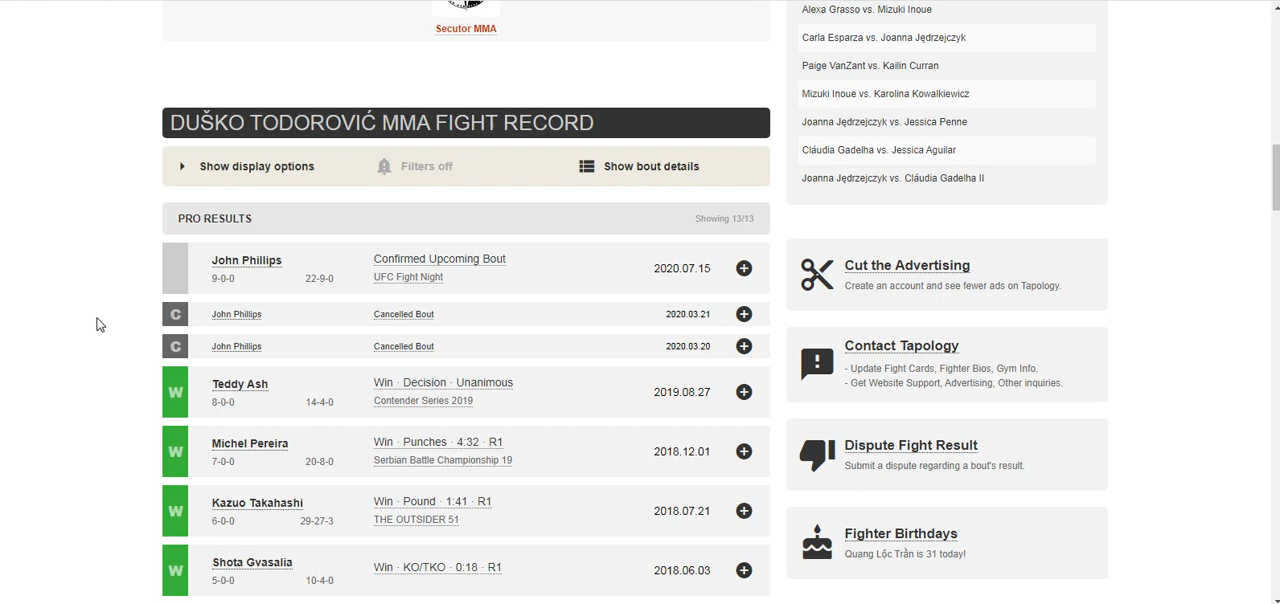 Secutor MMA
DUŠKO TODOROVIĆ MMA FIGHT RECORD
Show display options
Filters off
Show bout details
PRO RESULTS
Showing 13/13
John Phillips
Confirmed Upcoming Bout
2020.07.15
9-0-0
22-9-0
UFC Fight Night
C
John Phillips
Cancelled Bout
2020.03.21
C
John Phillips
Cancelled Bout
2020.03.20
W
Teddy Ash
Win · Decision · Unanimous
2019.08.27
8-0-0
14-4-0
Contender Series 2019
W
Michel Pereira
Win · Punches · 4:32 · R1
2018.12.01
7-0-0
20-8-0
Serbian Battle Championship 19
W
Kazuo Takahashi
Win · Pound · 1:41 · R1
2018.07.21
6-0-0
29-27-3
THE OUTSIDER 51
W
Shota Gvasalia
Win · KO/TKO · 0:18 · R1
2018.06.03
5-0-0
10-4-0
Alexa Grasso vs. Mizuki Inoue
Carla Esparza vs. Joanna Jędrzejczyk
Paige VanZant vs. Kailin Curran
Mizuki Inoue vs. Karolina Kowalkiewicz
Joanna Jędrzejczyk vs. Jessica Penne
Cláudia Gadelha vs. Jessica Aguilar
Joanna Jędrzejczyk vs. Cláudia Gadelha II
Cut the Advertising
Create an account and see fewer ads on Tapology.
Contact Tapology
- Update Fight Cards, Fighter Bios, Gym Info.
- Get Website Support, Advertising, Other inquiries.
Dispute Fight Result
Submit a dispute regarding a bout's result.
Fighter Birthdays
Quang Lộc Trần is 31 today!